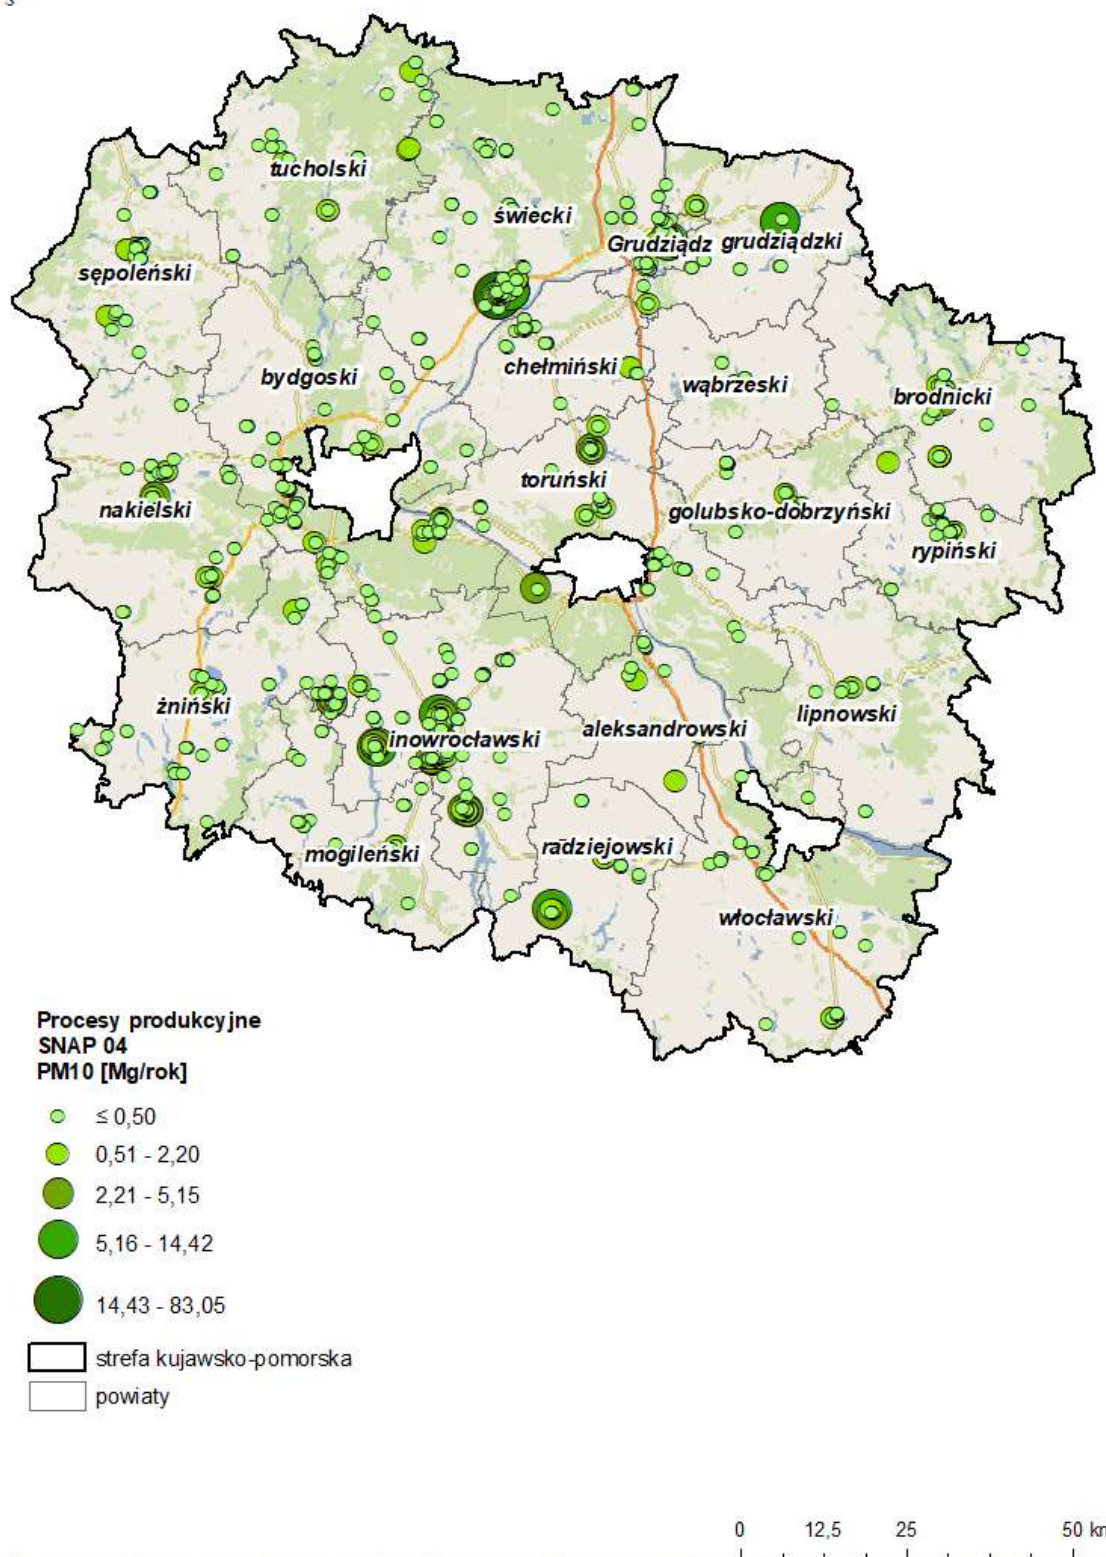 tucholski
świecki
Grudziądz grudziądzki
sępoleński
bydgoski
chełmiński
wąbrzeski
brodnicki
nakielski
toruński
golubsko-dobrzyński
rypiński
żniński
inowrocławski
aleksandrowski
lipnowski
mogileński
radziejowski
włocławski
Procesy produkcyjne
SNAP 04
PM10 [Mg/rok]
≤ 0,50
0,51 - 2,20
2,21 - 5,15
5,16 - 14,42
14,43 - 83,05
strefa kujawsko-pomorska
powiaty
0 12,5 25 50 km